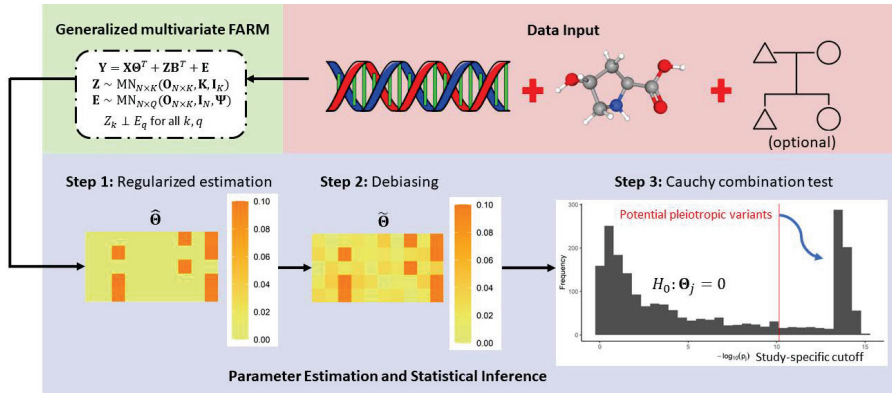 Generalized multivariate FARM
Data Input
Y = XΘ^T + ZB^T + E
Z ~ MN_{N×K}(O_{N×K}, K, I_K)
E ~ MN_{N×Q}(O_{N×K}, I_N, Ψ)
Z_k ⊥ E_q for all k, q
(optional)
Step 1: Regularized estimation
Step 2: Debiasing
Step 3: Cauchy combination test
Θ̂
0.10
0.08
0.06
0.04
0.02
0.00
Θ̃
0.10
0.08
0.06
0.04
0.02
0.00
Potential pleiotropic variants
Frequency
300
200
100
0
H_0: Θ_j = 0
0
5
10
15
−log_10(p_j)
Study-specific cutoff
Parameter Estimation and Statistical Inference